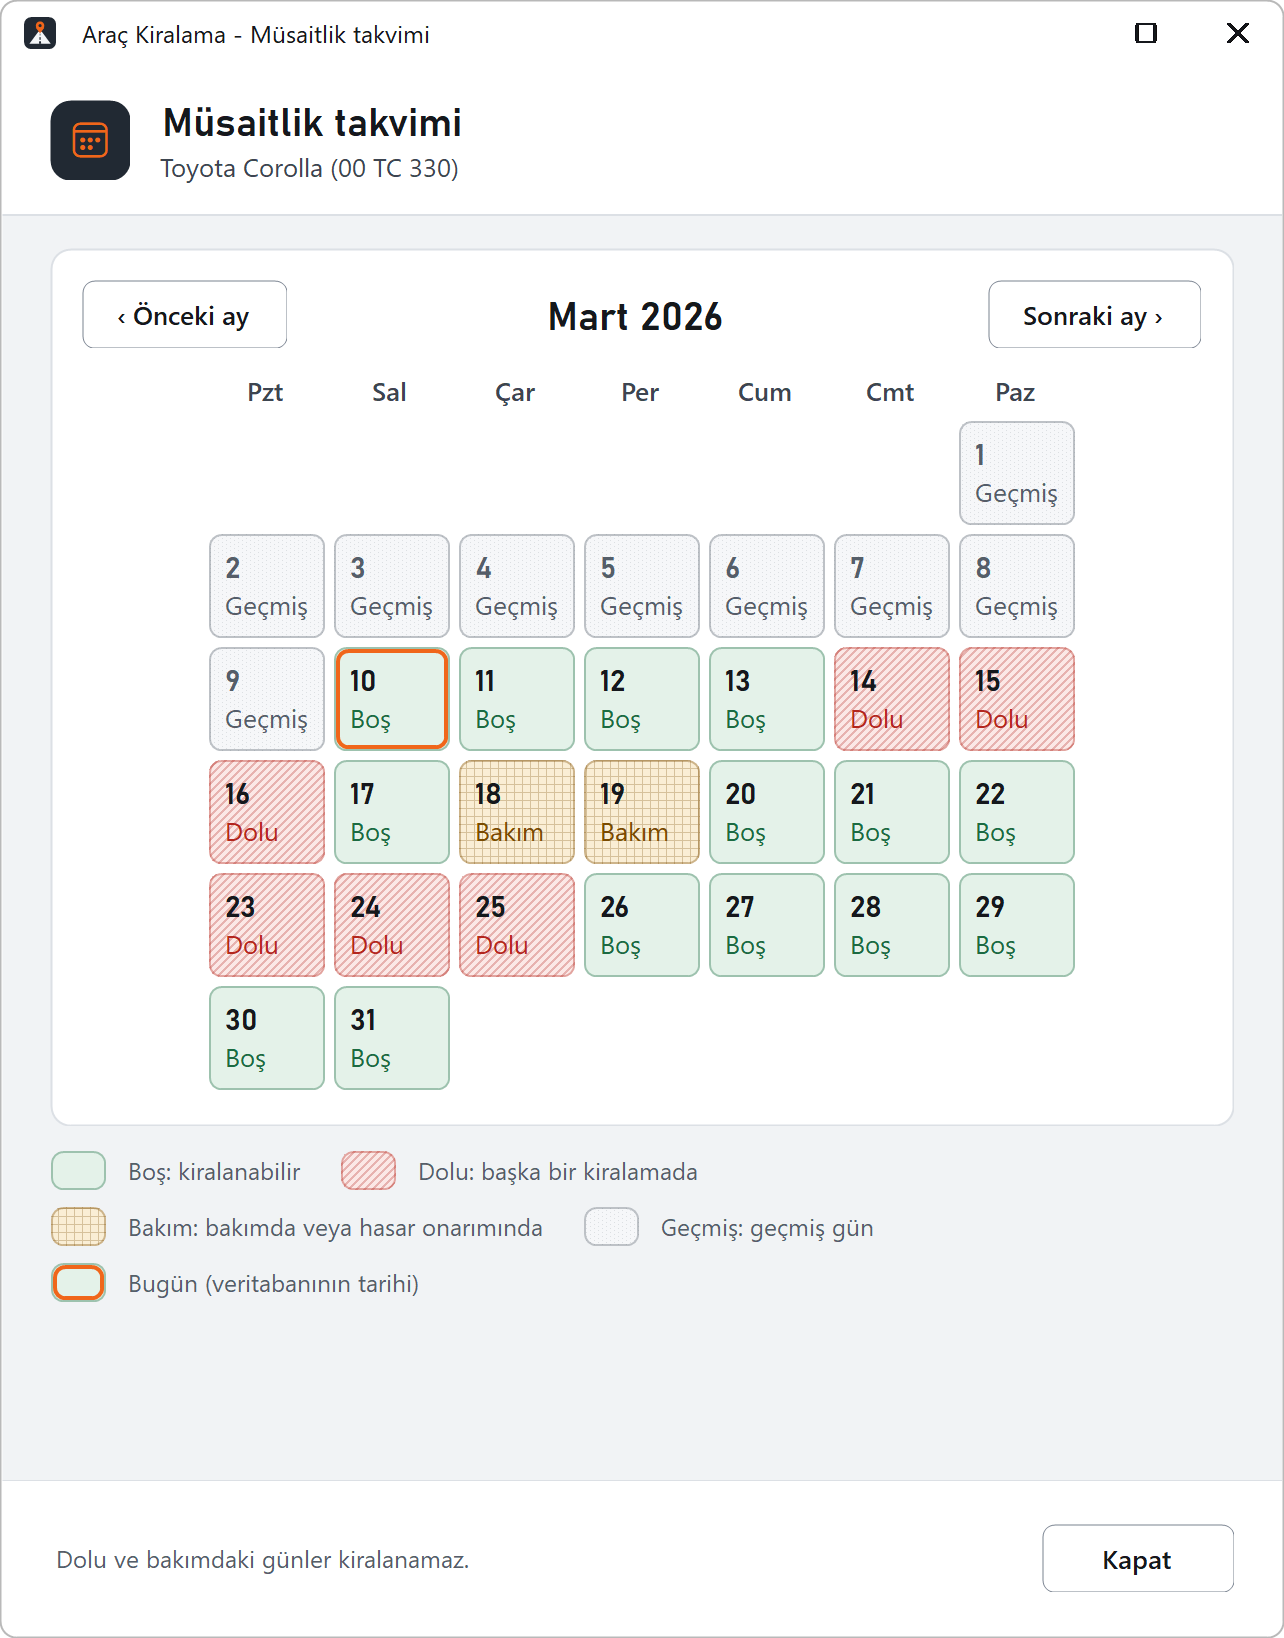 Araç Kiralama - Müsaitlik takvimi
Müsaitlik takvimi
Toyota Corolla (00 TC 330)
‹ Önceki ay
Mart 2026
Sonraki ay ›
Pzt Sal Çar Per Cum Cmt Paz
1
Geçmiş
2 3 4 5 6 7 8
Geçmiş Geçmiş Geçmiş Geçmiş Geçmiş Geçmiş Geçmiş
9 10 11 12 13 14 15
Geçmiş Boş Boş Boş Boş Dolu Dolu
16 17 18 19 20 21 22
Dolu Boş Bakım Bakım Boş Boş Boş
23 24 25 26 27 28 29
Dolu Dolu Dolu Boş Boş Boş Boş
30 31
Boş Boş
Boş: kiralanabilir
Dolu: başka bir kiralamada
Bakım: bakımda veya hasar onarımında
Geçmiş: geçmiş gün
Bugün (veritabanının tarihi)
Dolu ve bakımdaki günler kiralanamaz.
Kapat